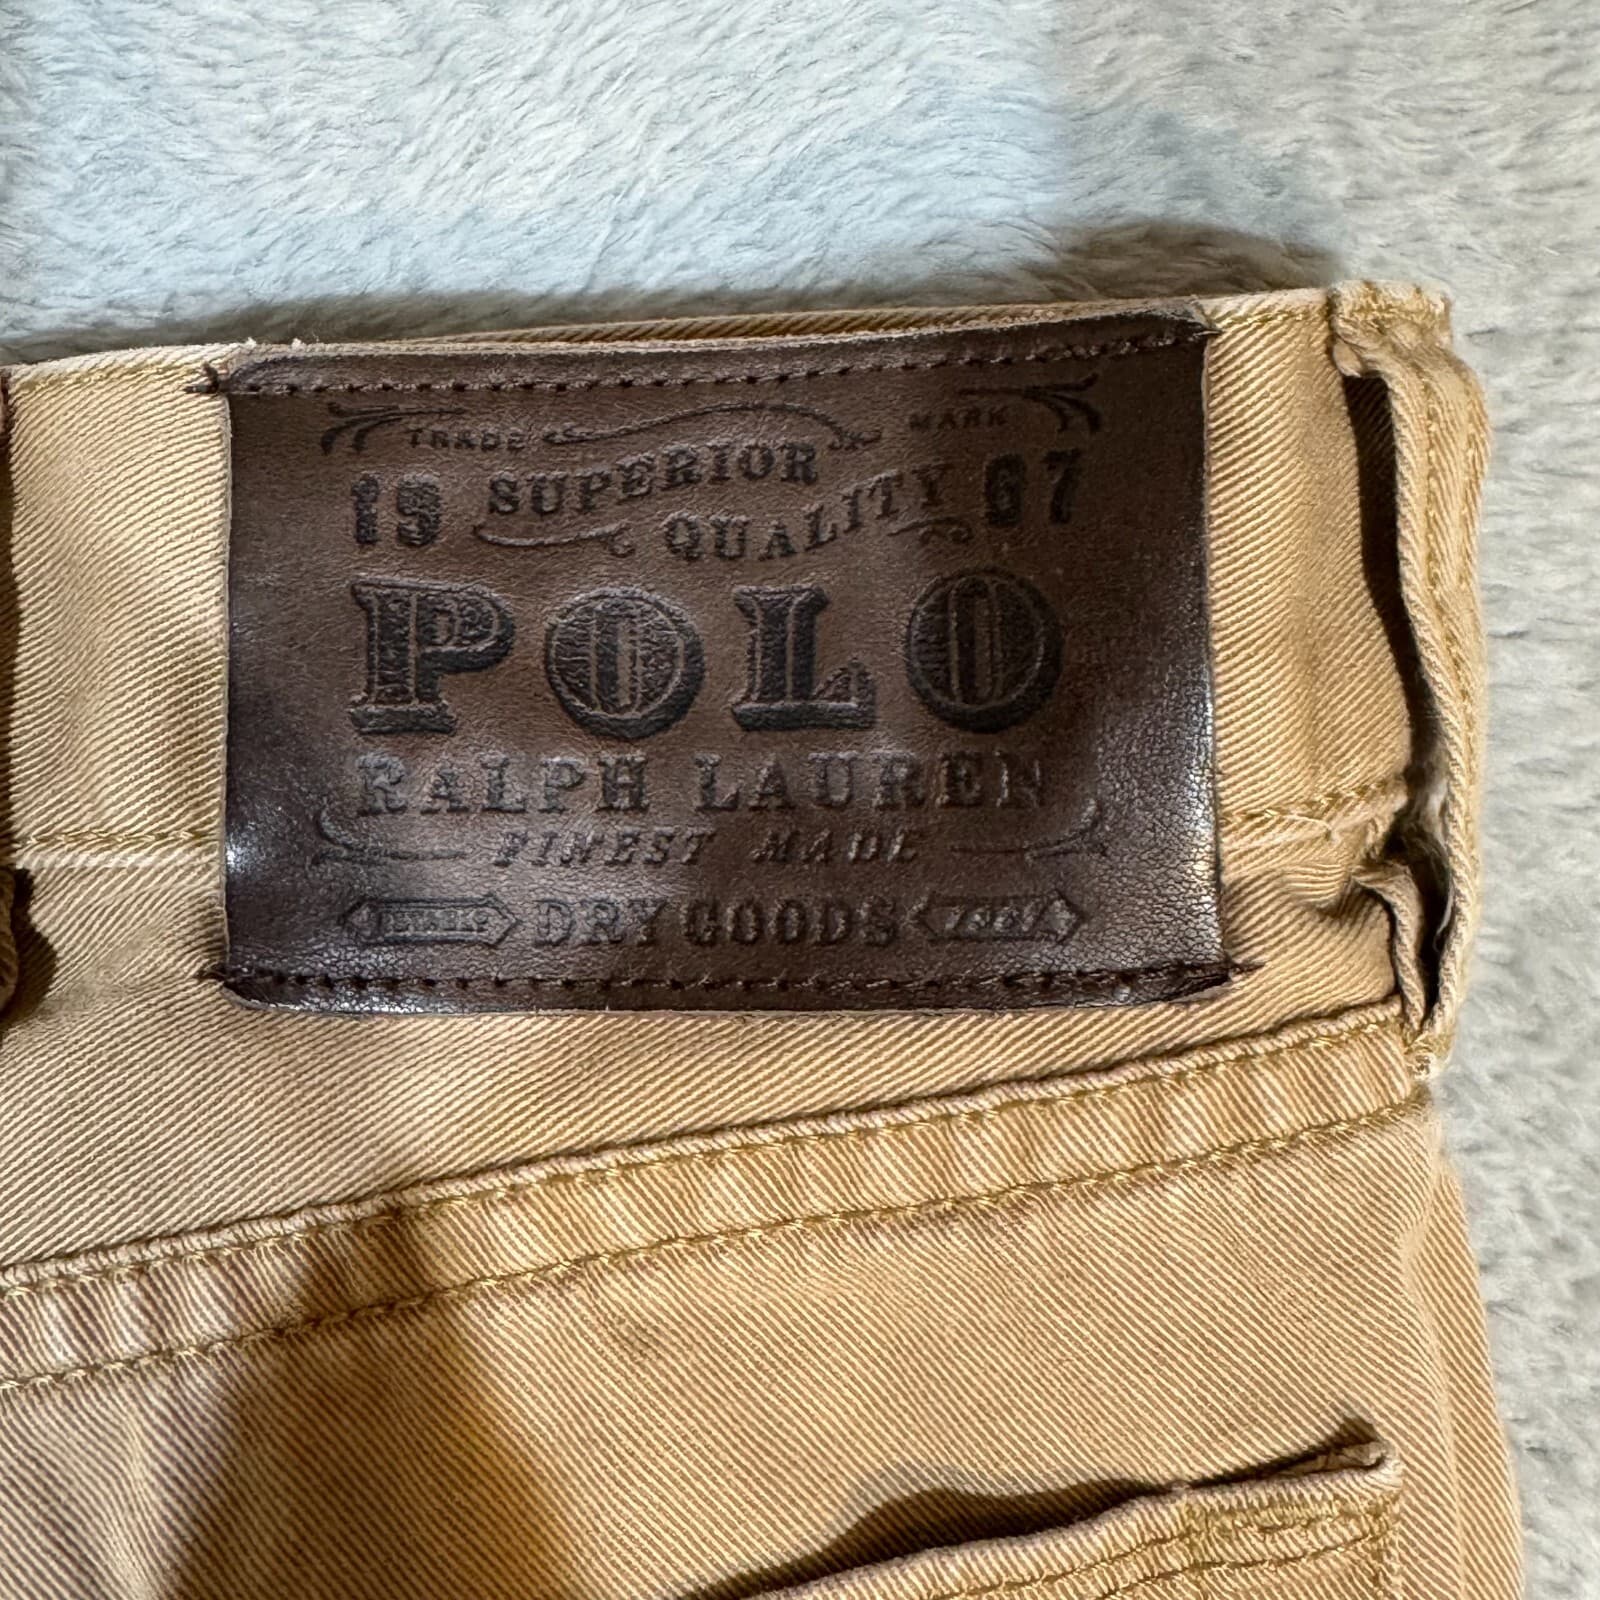 TRADE MARK
19 SUPERIOR QUALITY 67
POLO
RALPH LAUREN
FINEST MADE
DRY GOODS